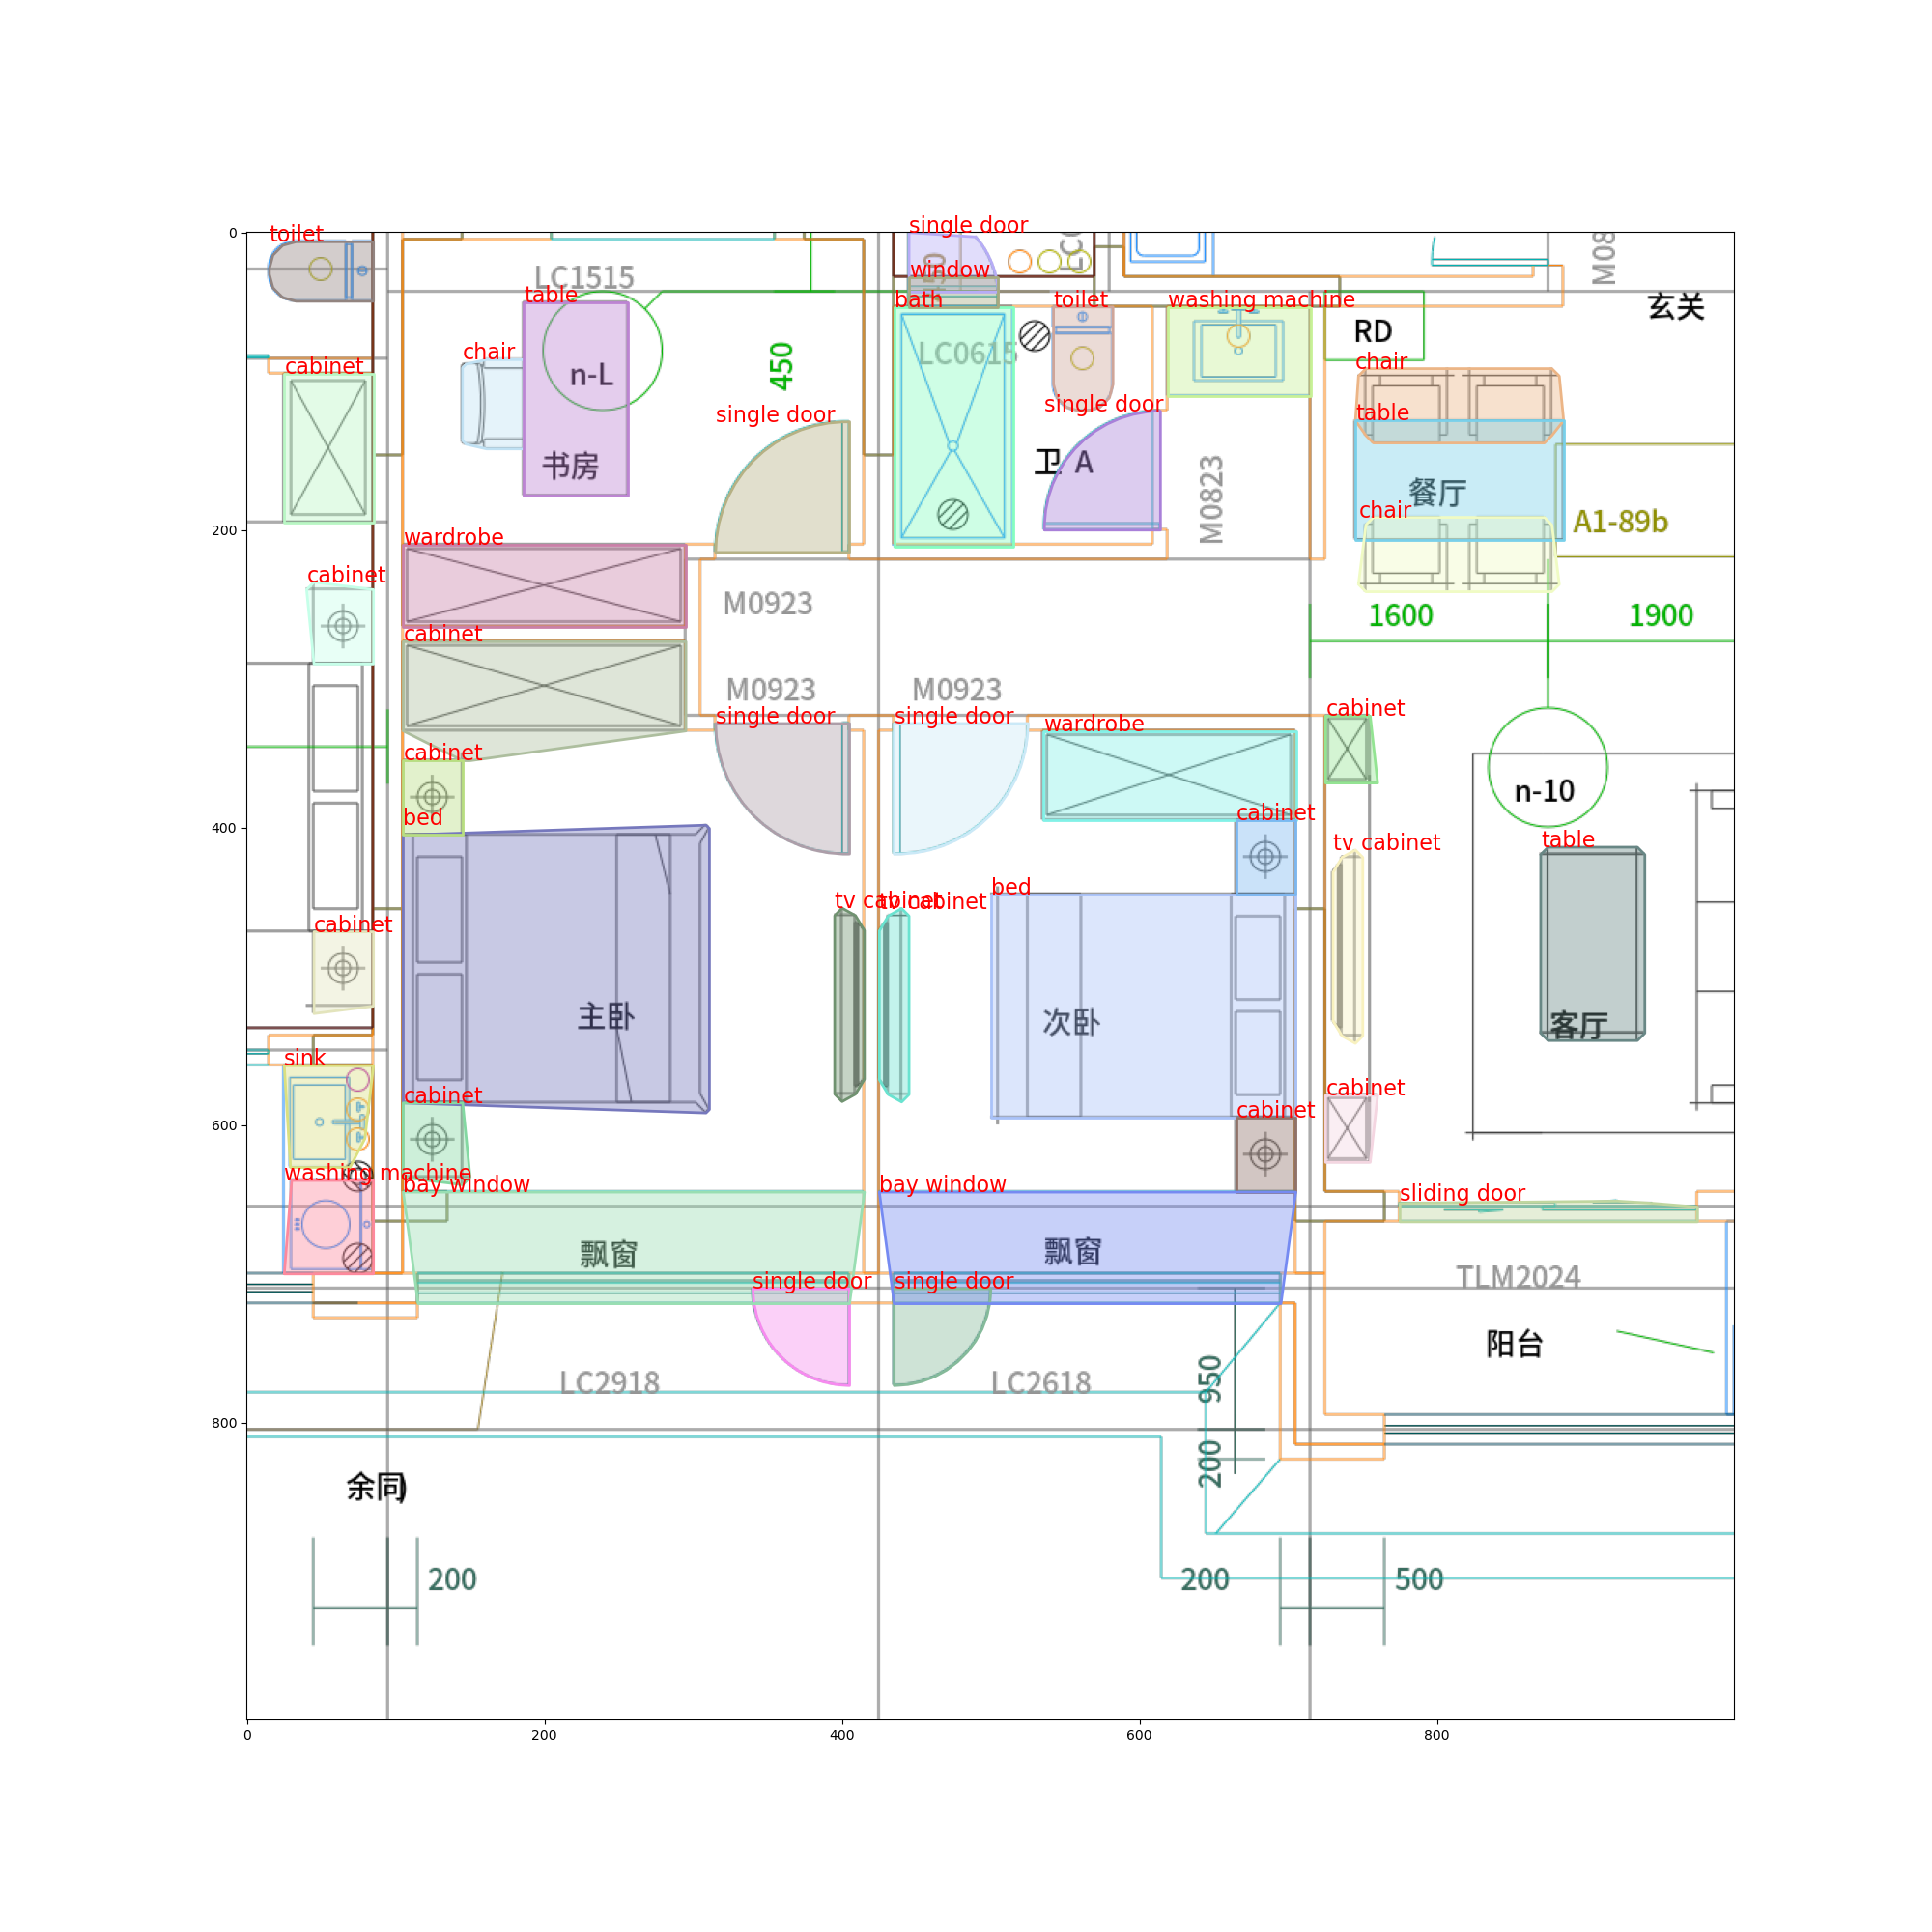 single door
0
toilet
LC0
M08
LC1515
50
window
玄关
table
bath
toilet
washing machine
RD
chair
LC0615
450
chair
cabinet
n-L
single door
single door
table
书房
卫 A
M0823
餐厅
chair
A1-89b
200
wardrobe
cabinet
M0923
1600
1900
cabinet
M0923
M0923
cabinet
single door
single door
wardrobe
cabinet
n-10
bed
cabinet
400
tv cabinet
table
bed
tv cabinet
tv cabinet
cabinet
主卧
次卧
客厅
sink
cabinet
cabinet
cabinet
600
washing machine
bay window
bay window
sliding door
飘窗
飘窗
single door
single door
TLM2024
阳台
LC2918
LC2618
950
800
200
余同)
200
200
500
0
200
400
600
800